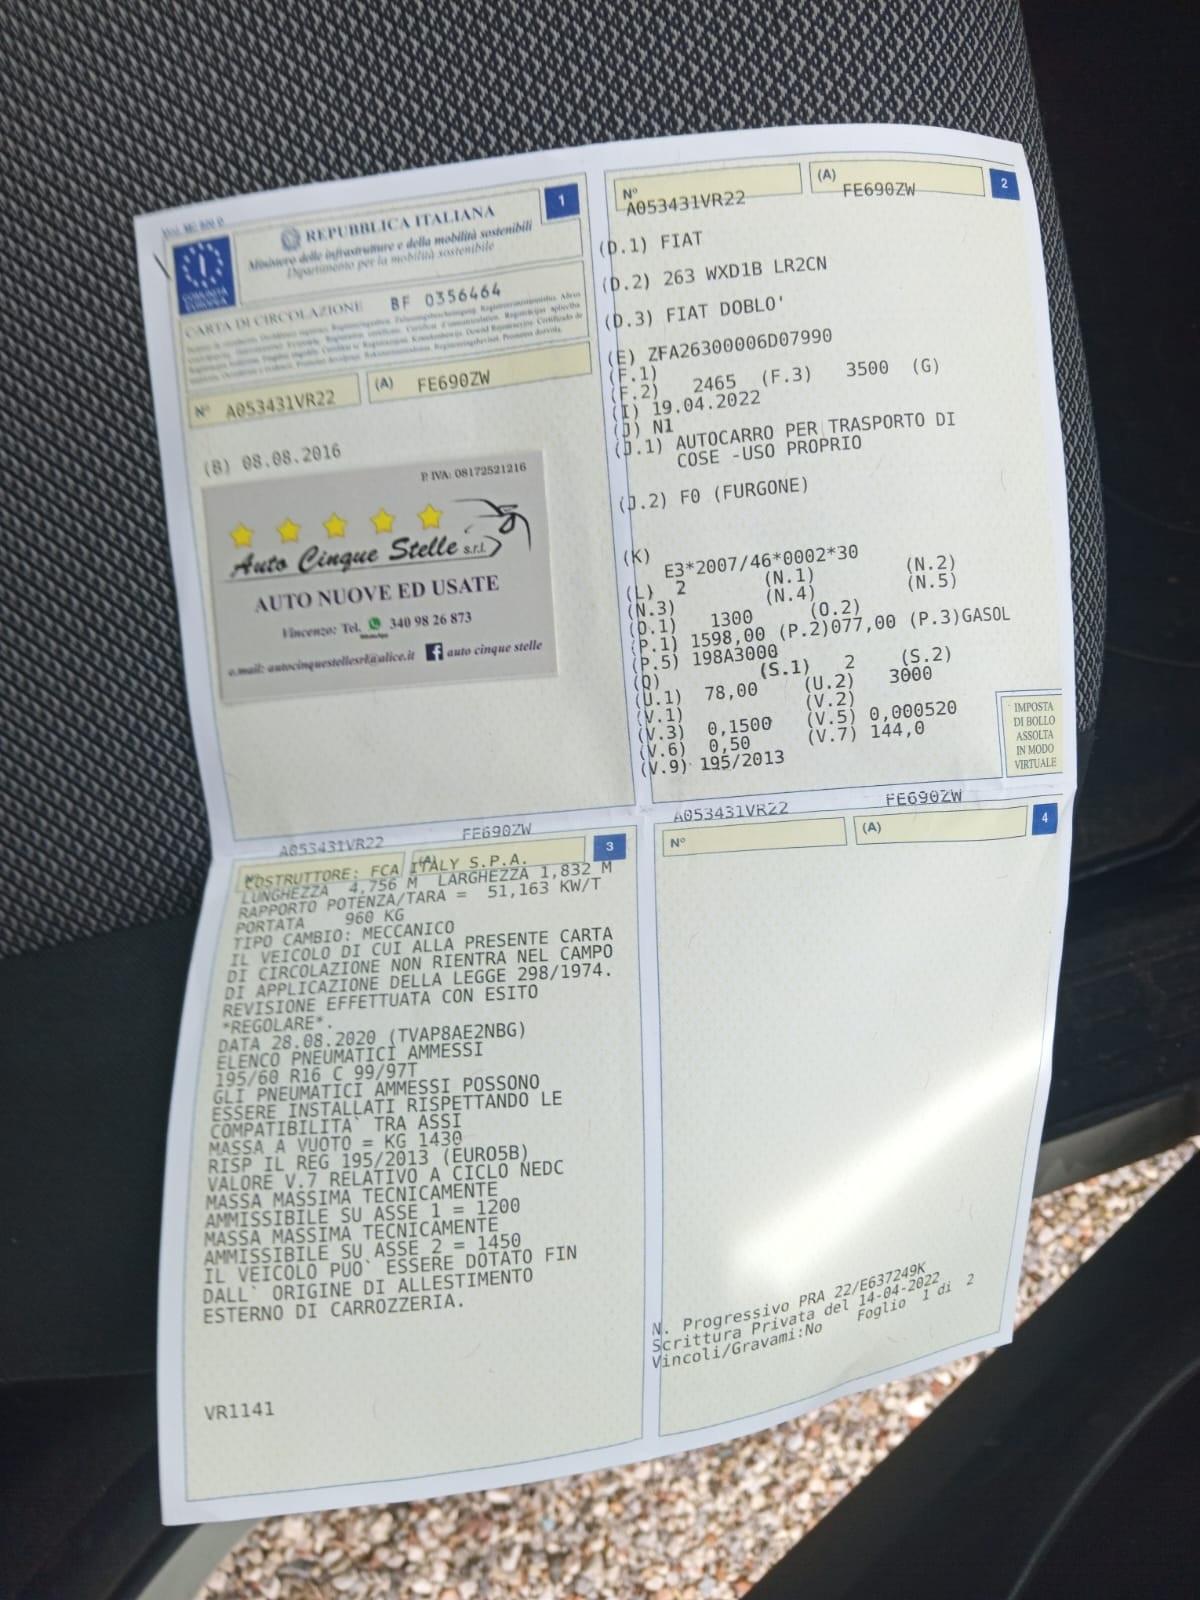 REPUBBLICA ITALIANA
1
Ministero delle infrastrutture e della mobilità sostenibili
Dipartimento per la mobilità sostenibile
COMUNITÀ
EUROPEA
I
CARTA DI CIRCOLAZIONE BF 0356464
N° A053431VR22 (A) FE690ZW
(B) 08.08.2016
P. IVA: 08172521216
Auto Cinque Stelle s.r.l.
AUTO NUOVE ED USATE
Vincenzo: Tel. 340 98 26 873
e.mail: autocinquestellesrl@alice.it f auto cinque stelle
N° A053431VR22 (A) FE690ZW 2
(D.1) FIAT
(D.2) 263 WXD1B LR2CN
(D.3) FIAT DOBLO'
(E) ZFA26300006D07990
(F.1)
(F.2) 2465 (F.3) 3500 (G)
(I) 19.04.2022
(J) N1
(J.1) AUTOCARRO PER TRASPORTO DI
COSE -USO PROPRIO
(J.2) F0 (FURGONE)
(K) E3*2007/46*0002*30
(L) 2 (N.1) (N.2)
(N.3) (N.4) (N.5)
(O.1) 1300 (O.2)
(P.1) 1598,00 (P.2)077,00 (P.3)GASOL
(P.5) 198A3000
(Q) (S.1) 2 (S.2)
(U.1) 78,00 (U.2) 3000
(V.1) (V.2)
(V.3) 0,1500 (V.5) 0,000520
(V.6) 0,50 (V.7) 144,0
(V.9) 195/2013
IMPOSTA
DI BOLLO
ASSOLTA
IN MODO
VIRTUALE
A053431VR22 FE690ZW
3
COSTRUTTORE: FCA ITALY S.P.A.
LUNGHEZZA 4,756 M LARGHEZZA 1,832 M
RAPPORTO POTENZA/TARA = 51,163 KW/T
PORTATA 960 KG
TIPO CAMBIO: MECCANICO
IL VEICOLO DI CUI ALLA PRESENTE CARTA
DI CIRCOLAZIONE NON RIENTRA NEL CAMPO
DI APPLICAZIONE DELLA LEGGE 298/1974.
REVISIONE EFFETTUATA CON ESITO
*REGOLARE*.
DATA 28.08.2020 (TVAP8AE2NBG)
ELENCO PNEUMATICI AMMESSI
195/60 R16 C 99/97T
GLI PNEUMATICI AMMESSI POSSONO
ESSERE INSTALLATI RISPETTANDO LE
COMPATIBILITA` TRA ASSI
MASSA A VUOTO = KG 1430
RISP IL REG 195/2013 (EURO5B)
VALORE V.7 RELATIVO A CICLO NEDC
MASSA MASSIMA TECNICAMENTE
AMMISSIBILE SU ASSE 1 = 1200
MASSA MASSIMA TECNICAMENTE
AMMISSIBILE SU ASSE 2 = 1450
IL VEICOLO PUO` ESSERE DOTATO FIN
DALL` ORIGINE DI ALLESTIMENTO
ESTERNO DI CARROZZERIA.
VR1141
A053431VR22 FE690ZW
N° (A) 4
N. Progressivo PRA 22/E637249K
Scrittura Privata del 14-04-2022
Vincoli/Gravami:No Foglio 1 di 2